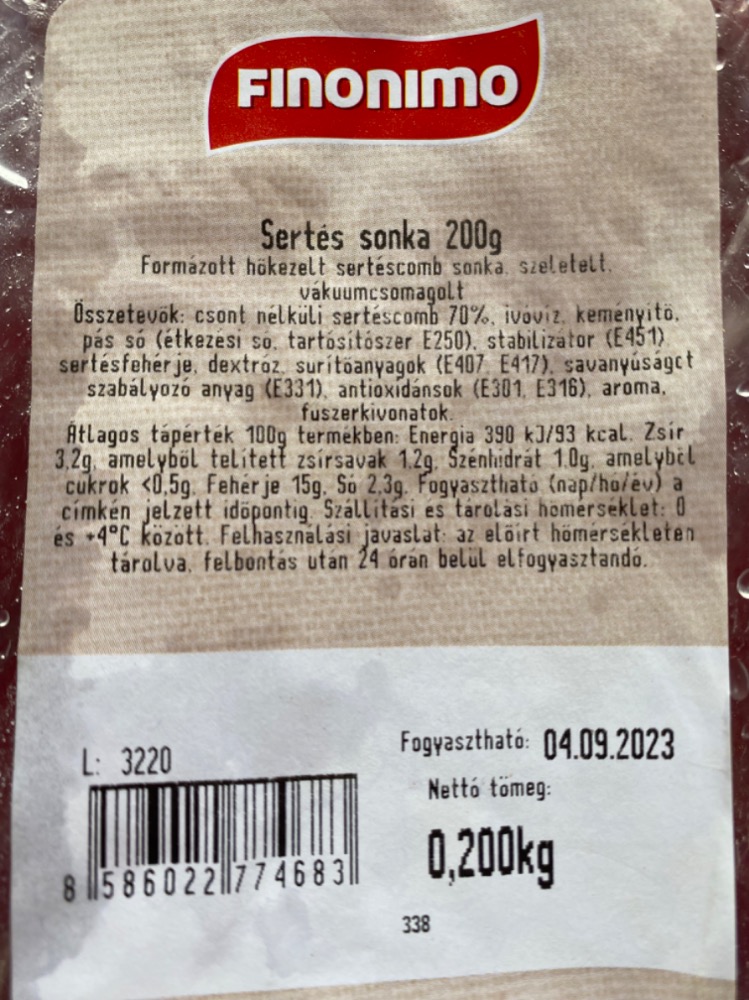 FINONIMO
Sertés sonka 200g
Formázott hőkezelt sertéscomb sonka, szeletelt,
vákuumcsomagolt
Összetevők: csont nélküli sertéscomb 70%, ivóvíz, keményítő,
pás só (étkezési só, tartósítószer E250), stabilizátor (E451)
sertésfehérje, dextróz, sűrítőanyagok (E407, E417), savanyúságot
szabályozó anyag (E331), antioxidánsok (E301, E316), aroma,
fűszerkivonatok.
Átlagos tápérték 100g termékben: Energia 390 kJ/93 kcal. Zsír
3,2g, amelyből telített zsírsavak 1,2g, Szénhidrát 1,0g, amelyből
cukrok <0,5g, Fehérje 15g, Só 2,3g. Fogyasztható (nap/hó/év) a
címkén jelzett időpontig. Szállítási és tárolási hőmérséklet: 0
és +4°C között. Felhasználási javaslat: az előírt hőmérsékleten
tárolva, felbontás után 24 órán belül elfogyasztandó.
L: 3220
Fogyasztható: 04.09.2023
Nettó tömeg:
0,200kg
8 586022 774683
338